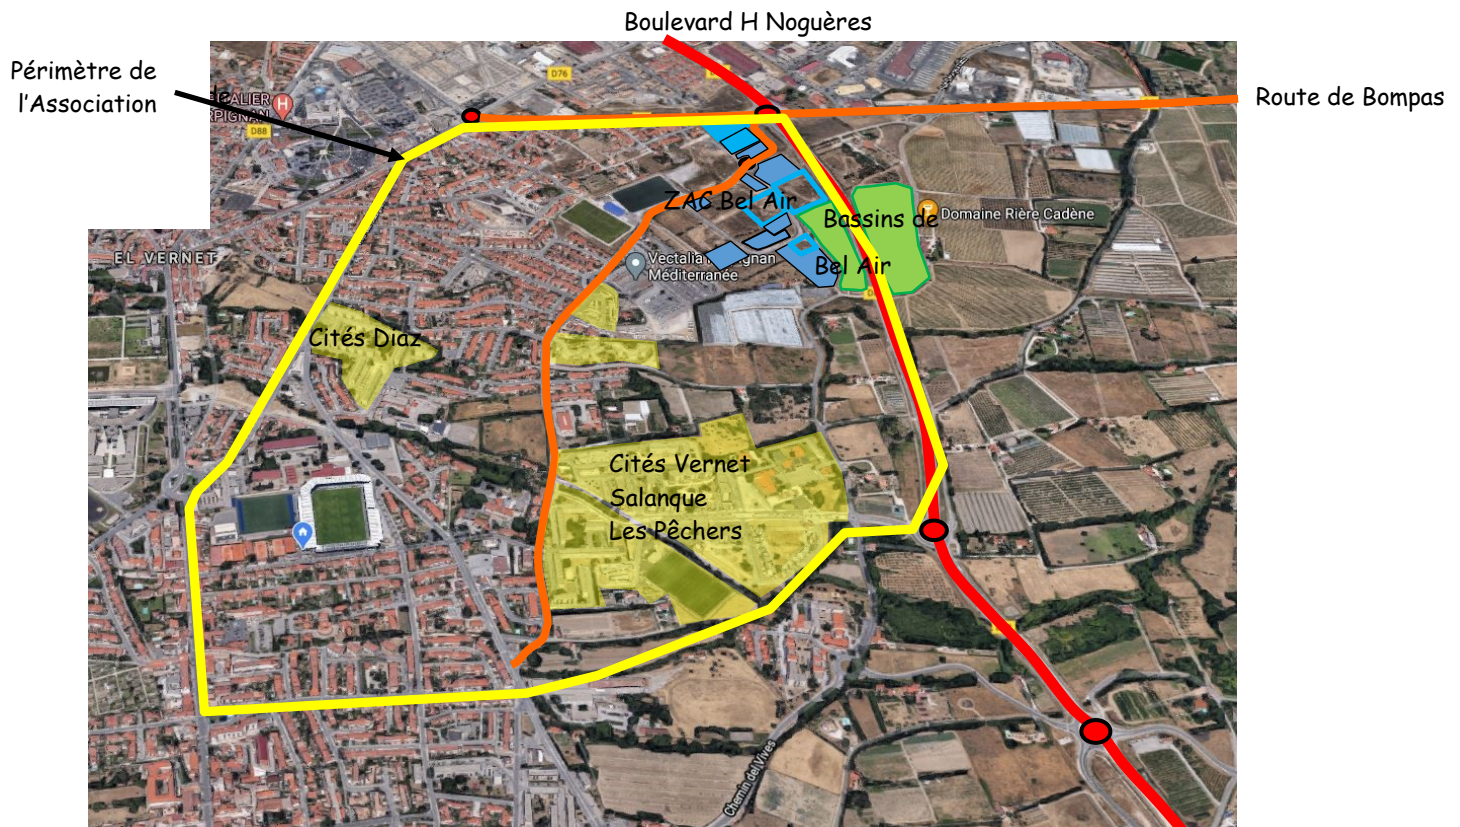 Boulevard H Noguères
Périmètre de
l'Association
D76
Route de Bompas
D88
ZAC Bel Air
Bassins de
Bel Air
Domaine Rière Cadène
EL VERNET
Vectalia
Méditerranée
Cités Diaz
Cités Vernet
Salanque
Les Pêchers
Chemin del Vives